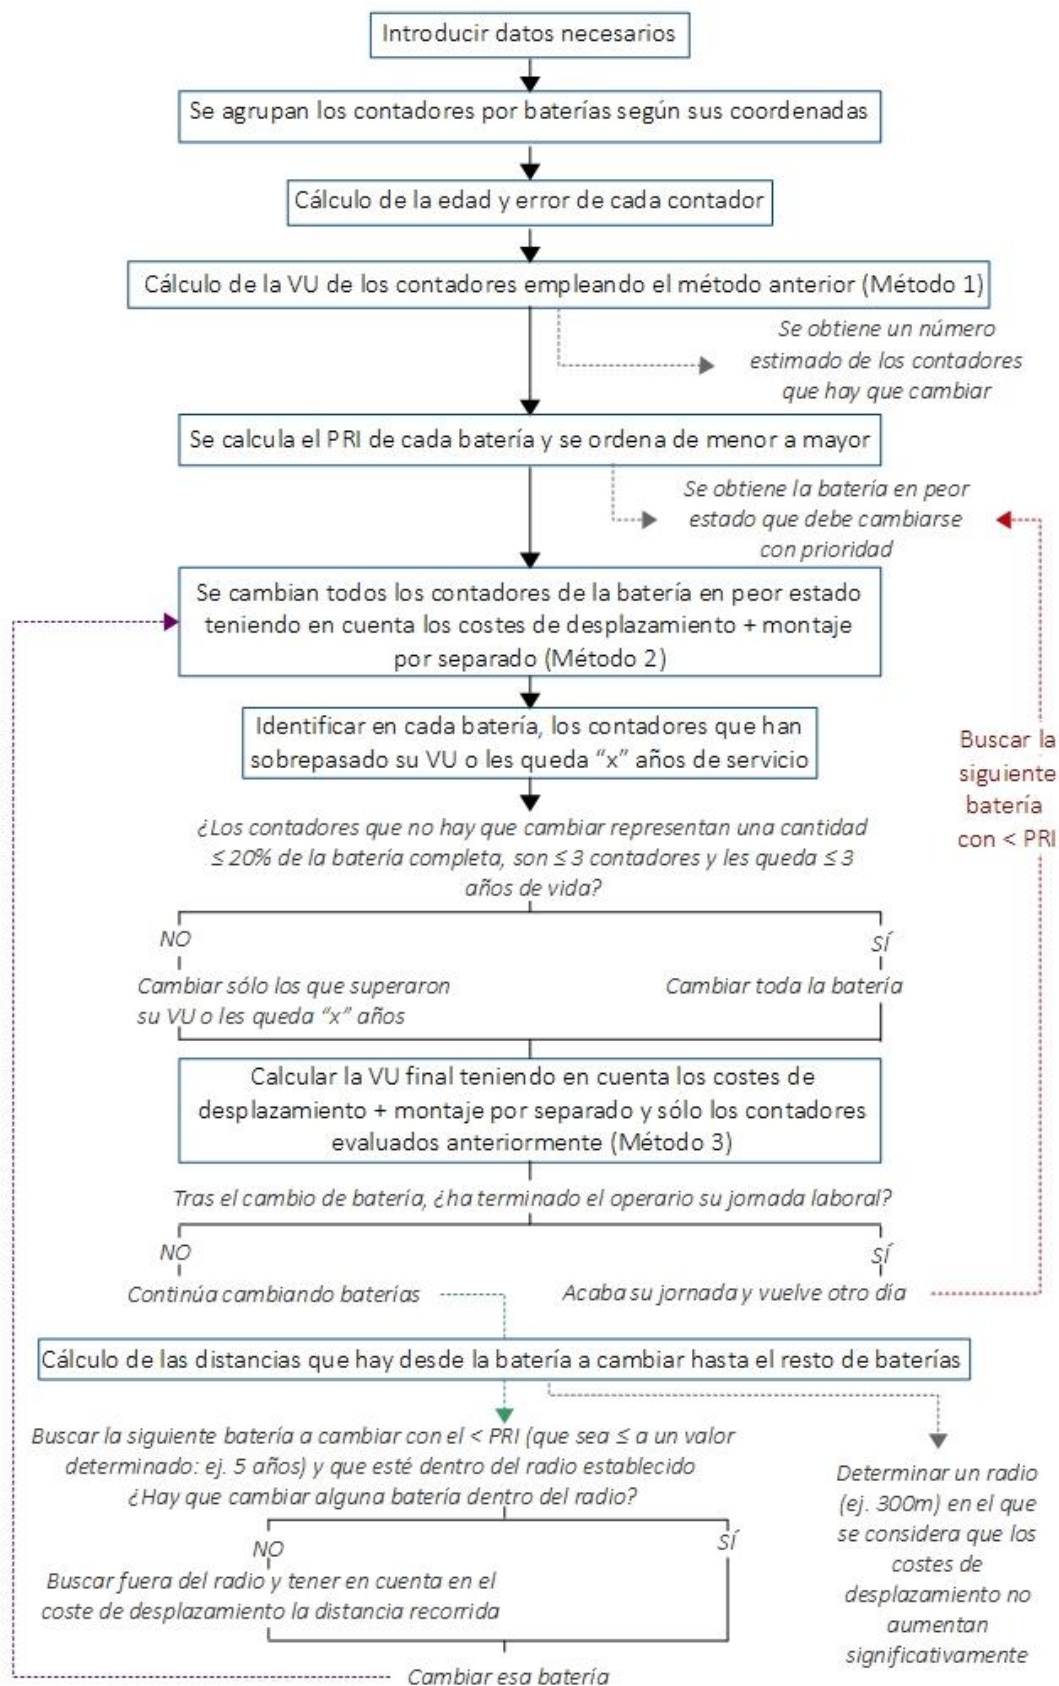 Introducir datos necesarios
Se agrupan los contadores por baterías según sus coordenadas
Cálculo de la edad y error de cada contador
Cálculo de la VU de los contadores empleando el método anterior (Método 1)
Se obtiene un número
estimado de los contadores
que hay que cambiar
Se calcula el PRI de cada batería y se ordena de menor a mayor
Se obtiene la batería en peor
estado que debe cambiarse
con prioridad
Se cambian todos los contadores de la batería en peor estado
teniendo en cuenta los costes de desplazamiento + montaje
por separado (Método 2)
Identificar en cada batería, los contadores que han
sobrepasado su VU o les queda “x” años de servicio
Buscar la
siguiente
batería
con < PRI
¿Los contadores que no hay que cambiar representan una cantidad
≤ 20% de la batería completa, son ≤ 3 contadores y les queda ≤ 3
años de vida?
NO
SÍ
Cambiar sólo los que superaron
su VU o les queda “x” años
Cambiar toda la batería
Calcular la VU final teniendo en cuenta los costes de
desplazamiento + montaje por separado y sólo los contadores
evaluados anteriormente (Método 3)
Tras el cambio de batería, ¿ha terminado el operario su jornada laboral?
NO
SÍ
Continúa cambiando baterías
Acaba su jornada y vuelve otro día
Cálculo de las distancias que hay desde la batería a cambiar hasta el resto de baterías
Buscar la siguiente batería a cambiar con el < PRI (que sea ≤ a un valor
determinado: ej. 5 años) y que esté dentro del radio establecido
¿Hay que cambiar alguna batería dentro del radio?
Determinar un radio
(ej. 300m) en el que
se considera que los
costes de
desplazamiento no
aumentan
significativamente
NO
SÍ
Buscar fuera del radio y tener en cuenta en el
coste de desplazamiento la distancia recorrida
Cambiar esa batería